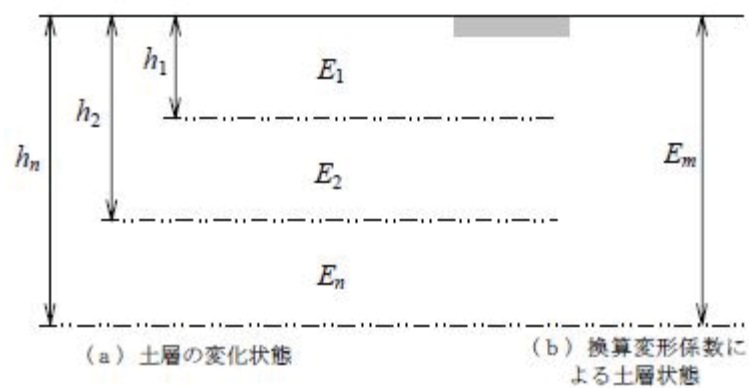 h₁
E₁
h₂
Eₘ
hₙ
E₂
Eₙ
（a）土層の変化状態
（b）換算変形係数に
よる土層状態